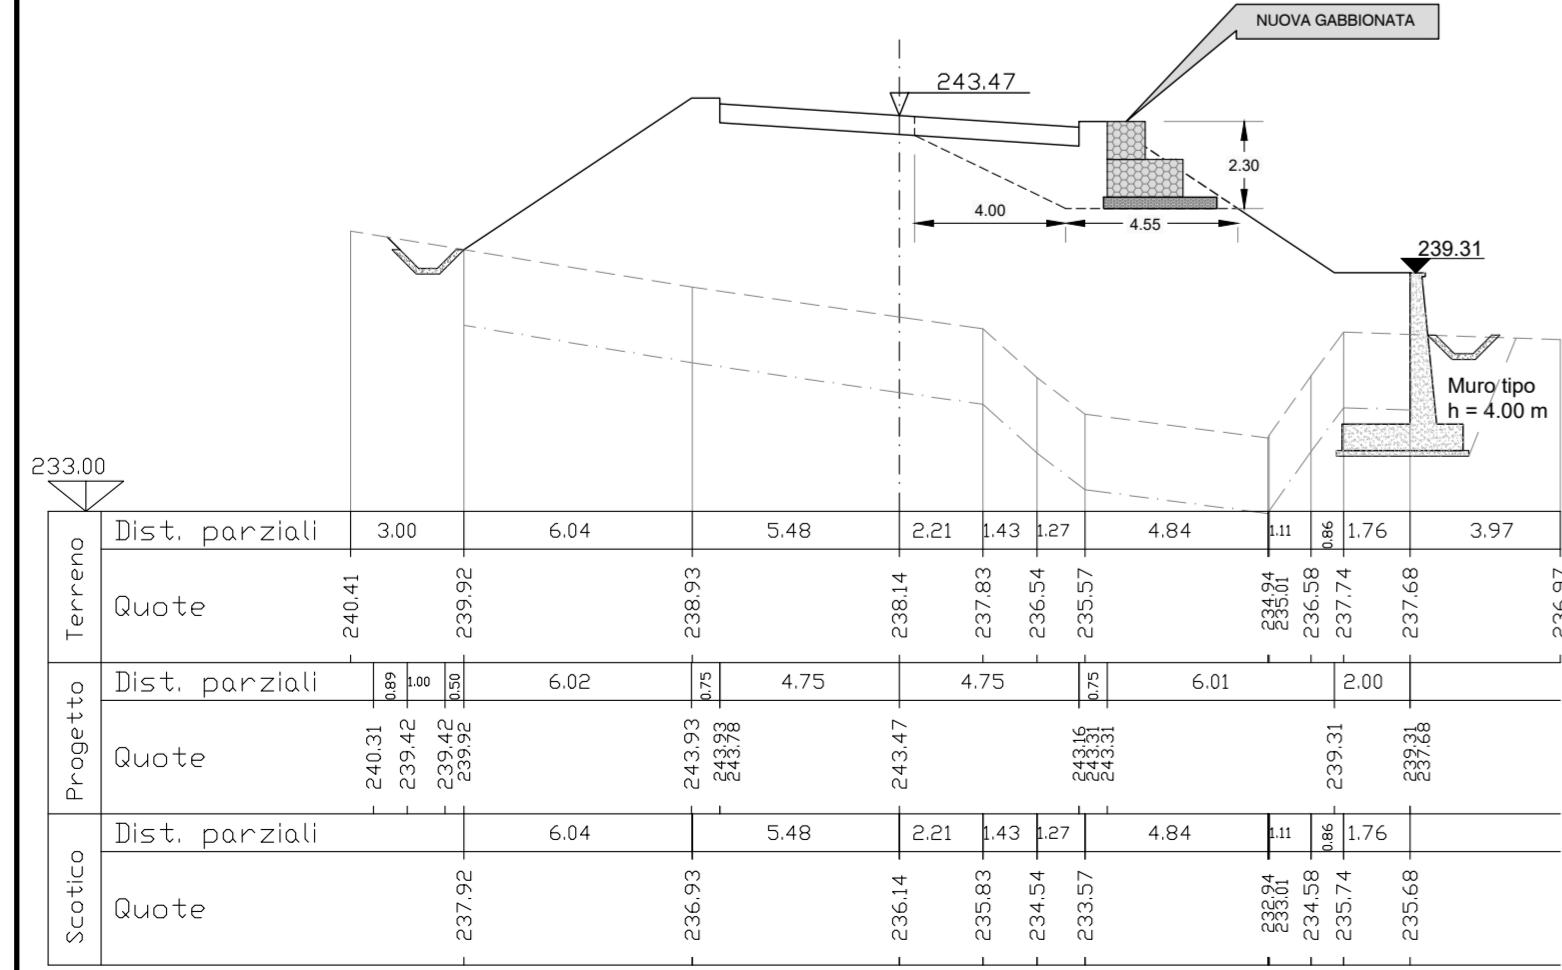 NUOVA GABBIONATA
243.47
2.30
4.00
4.55
239.31
Muro tipo
h = 4.00 m
233.00
Terreno
Dist. parziali 3.00 6.04 5.48 2.21 1.43 1.27 4.84 1.11 0.86 1.76 3.97
Quote 240.41 239.92 238.93 238.14 237.83 236.54 235.57 234.94 235.01 236.58 237.74 237.68 236.97
Progetto
Dist. parziali 0.89 1.00 0.50 6.02 0.75 4.75 4.75 0.75 6.01 2.00
Quote 240.31 239.42 239.42 239.92 243.93 243.93 243.78 243.47 243.16 243.31 243.31 239.31 239.31 237.68
Scotico
Dist. parziali 6.04 5.48 2.21 1.43 1.27 4.84 1.11 0.86 1.76
Quote 237.92 236.93 236.14 235.83 234.54 233.57 232.94 233.01 234.58 235.74 235.68